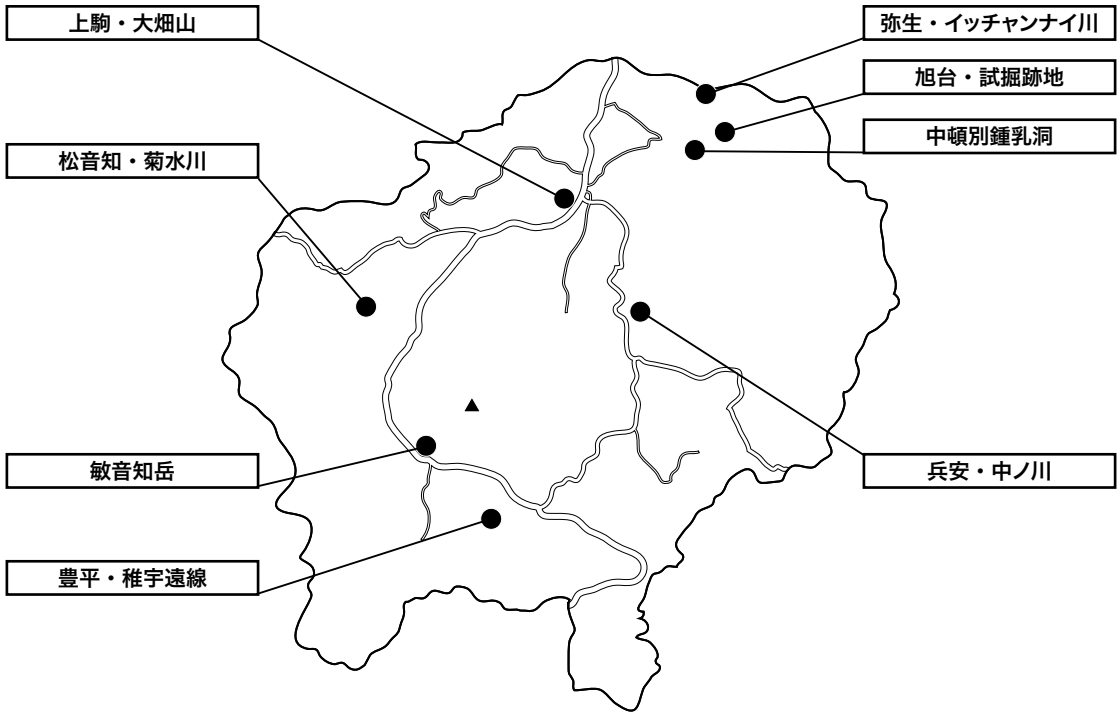 上駒・大畑山
弥生・イッチャンナイ川
旭台・試掘跡地
中頓別鍾乳洞
松音知・菊水川
敏音知岳
兵安・中ノ川
豊平・稚宇遠線